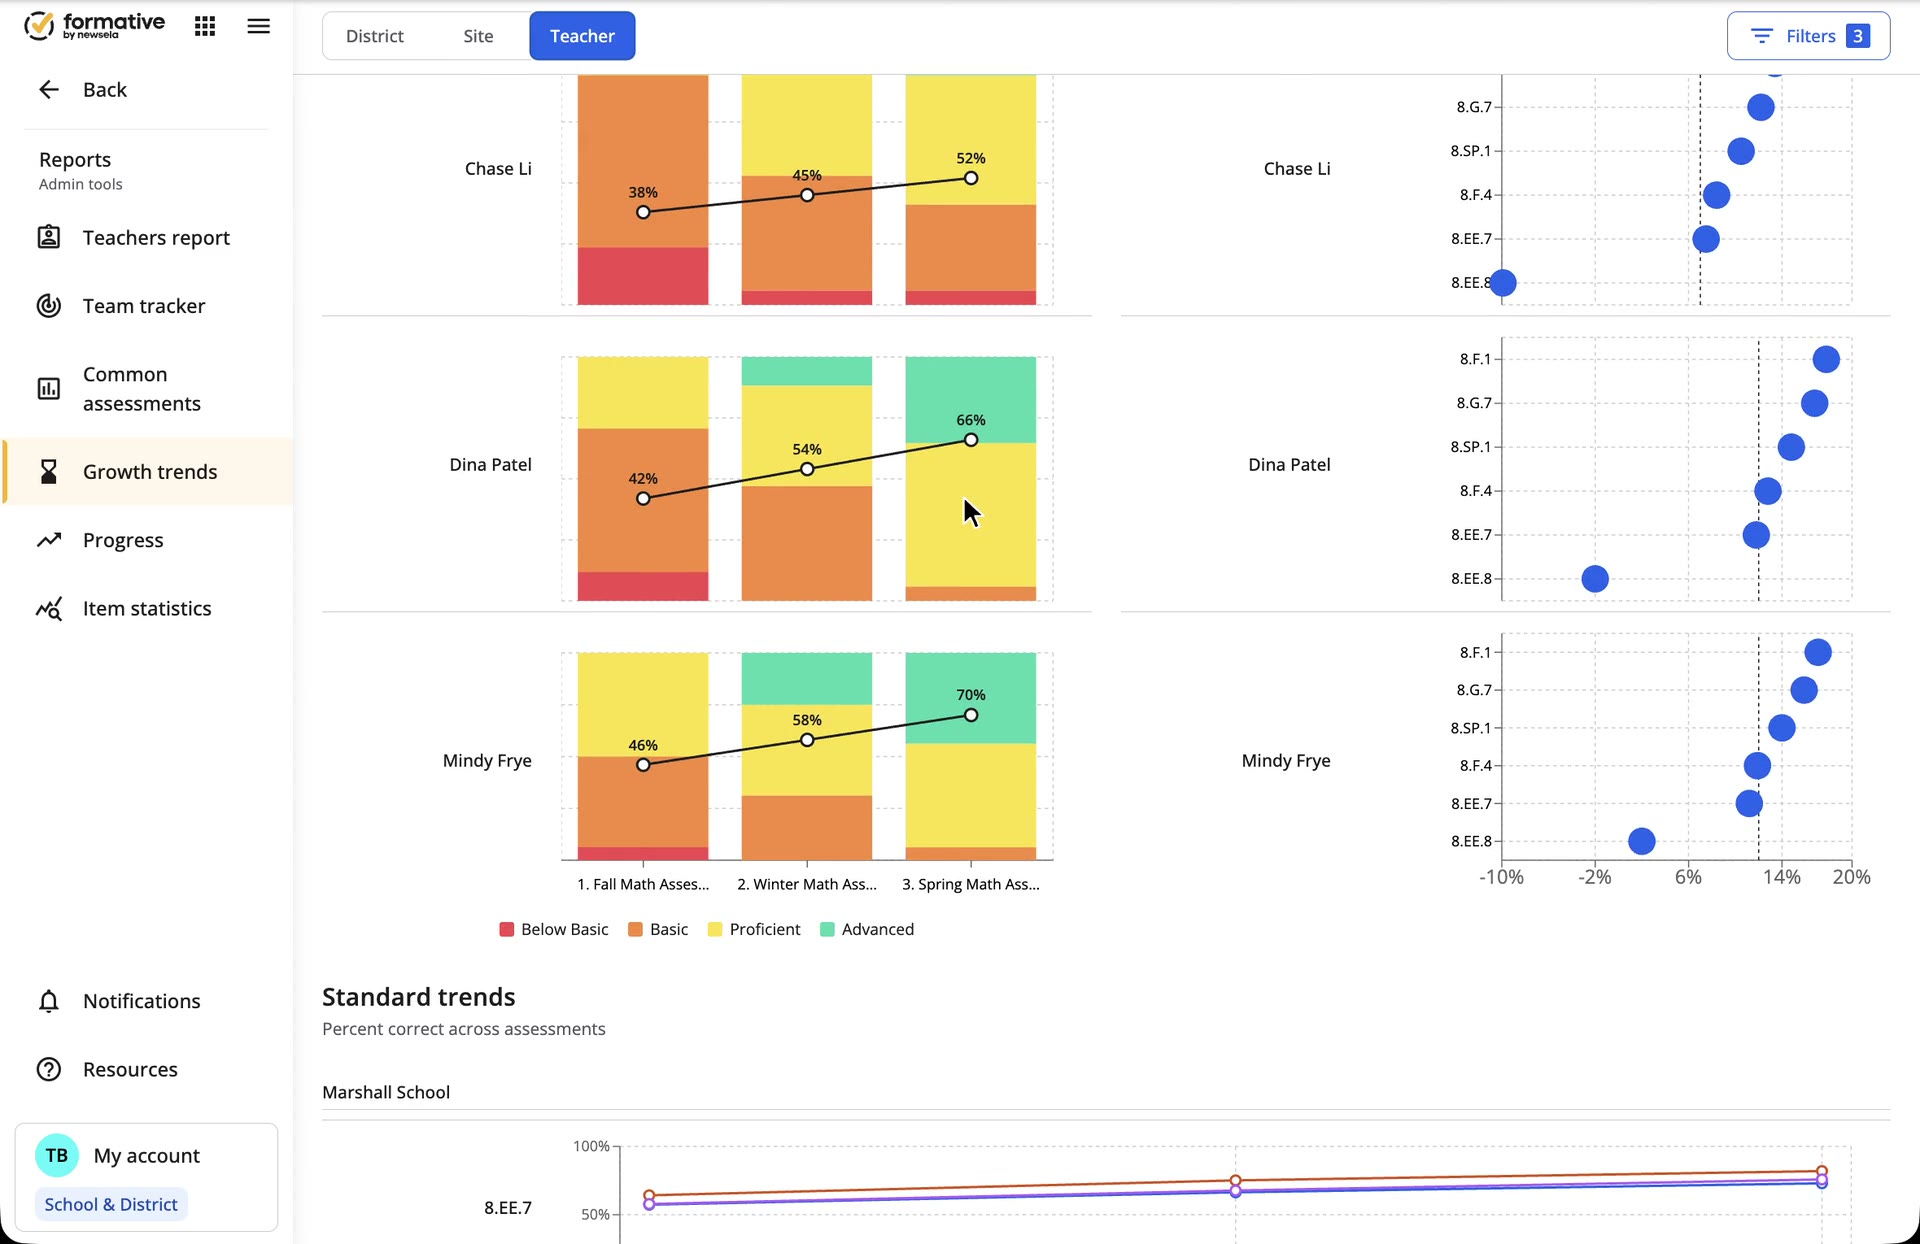 formative
by newsela
Back
Reports
Admin tools
Teachers report
Team tracker
Common
assessments
Growth trends
Progress
Item statistics
Notifications
Resources
TB
My account
School & District
District
Site
Teacher
Filters 3
Chase Li
38%
45%
52%
Chase Li
8.G.7
8.SP.1
8.F.4
8.EE.7
8.EE.8
Dina Patel
42%
54%
66%
Dina Patel
8.F.1
8.G.7
8.SP.1
8.F.4
8.EE.7
8.EE.8
Mindy Frye
46%
58%
70%
1. Fall Math Asses...
2. Winter Math Ass...
3. Spring Math Ass...
Below Basic
Basic
Proficient
Advanced
Mindy Frye
8.F.1
8.G.7
8.SP.1
8.F.4
8.EE.7
8.EE.8
-10%
-2%
6%
14%
20%
Standard trends
Percent correct across assessments
Marshall School
8.EE.7
100%
50%